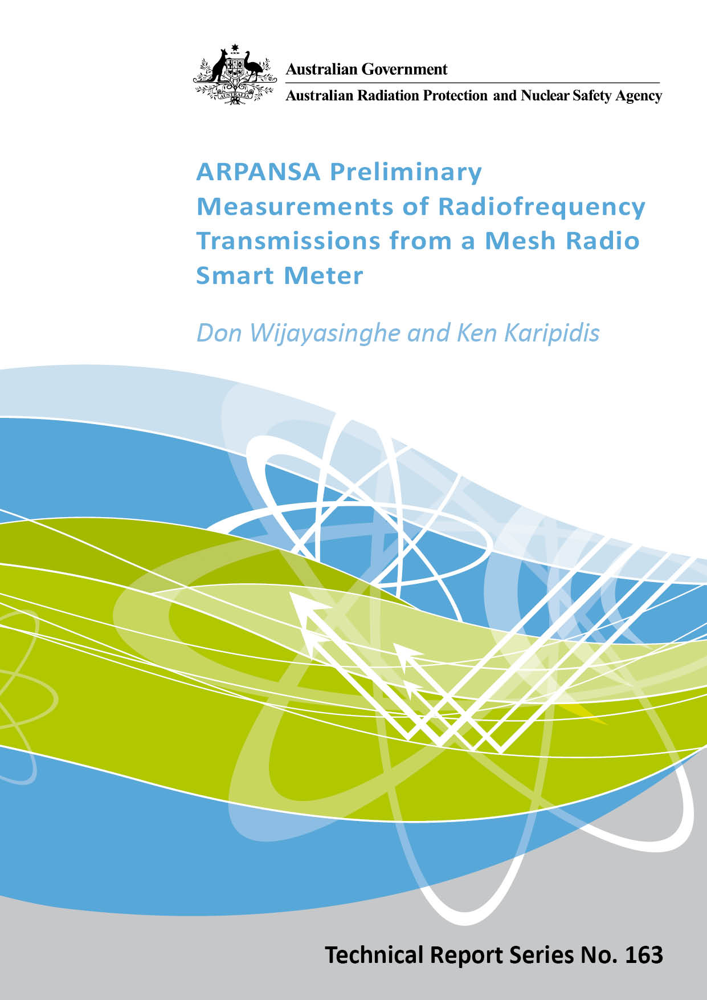 Australian Government
Australian Radiation Protection and Nuclear Safety Agency
AUSTRALIA
ARPANSA Preliminary
Measurements of Radiofrequency
Transmissions from a Mesh Radio
Smart Meter
Don Wijayasinghe and Ken Karipidis
Technical Report Series No. 163